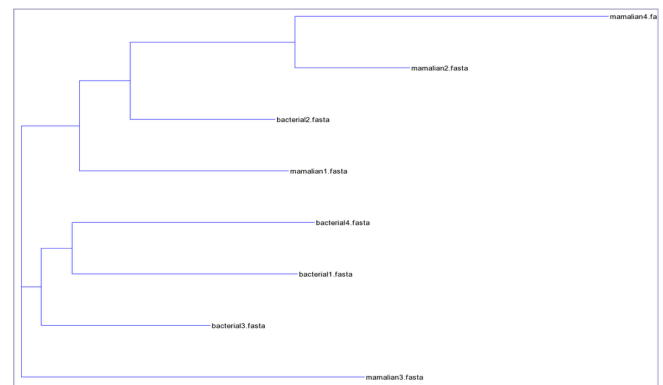 mamalian4.fa
mamalian2.fasta
bacterial2.fasta
mamalian1.fasta
bacterial4.fasta
bacterial1.fasta
bacterial3.fasta
mamalian3.fasta